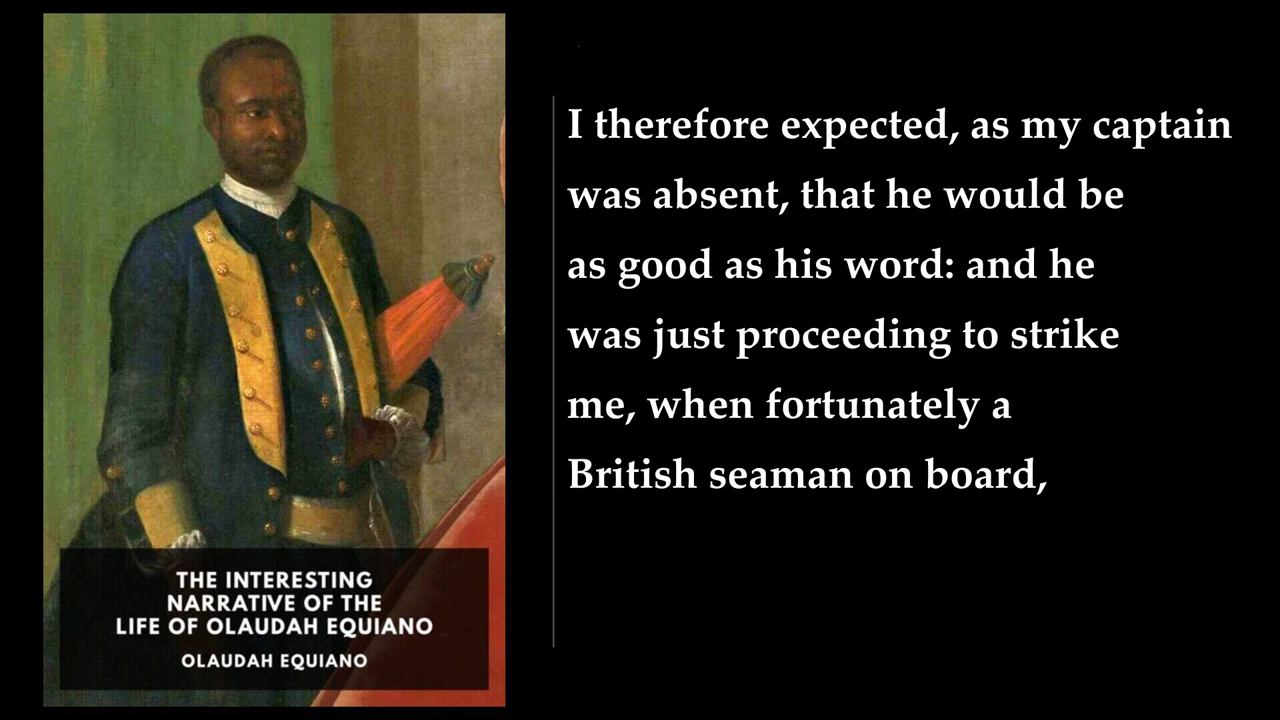 I therefore expected, as my captain
was absent, that he would be
as good as his word: and he
was just proceeding to strike
me, when fortunately a
British seaman on board,
THE INTERESTING
NARRATIVE OF THE
LIFE OF OLAUDAH EQUIANO
OLAUDAH EQUIANO